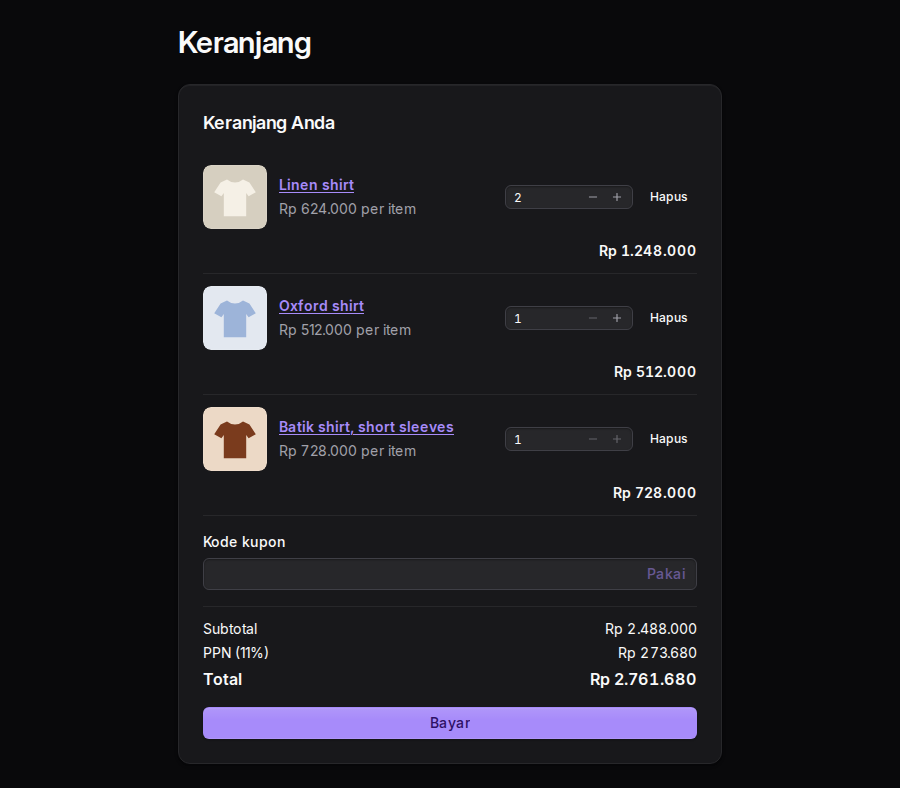 Keranjang
Keranjang Anda
Linen shirt
Rp 624.000 per item
2
Hapus
Rp 1.248.000
Oxford shirt
Rp 512.000 per item
1
Hapus
Rp 512.000
Batik shirt, short sleeves
Rp 728.000 per item
1
Hapus
Rp 728.000
Kode kupon
Pakai
Subtotal Rp 2.488.000
PPN (11%) Rp 273.680
Total Rp 2.761.680
Bayar